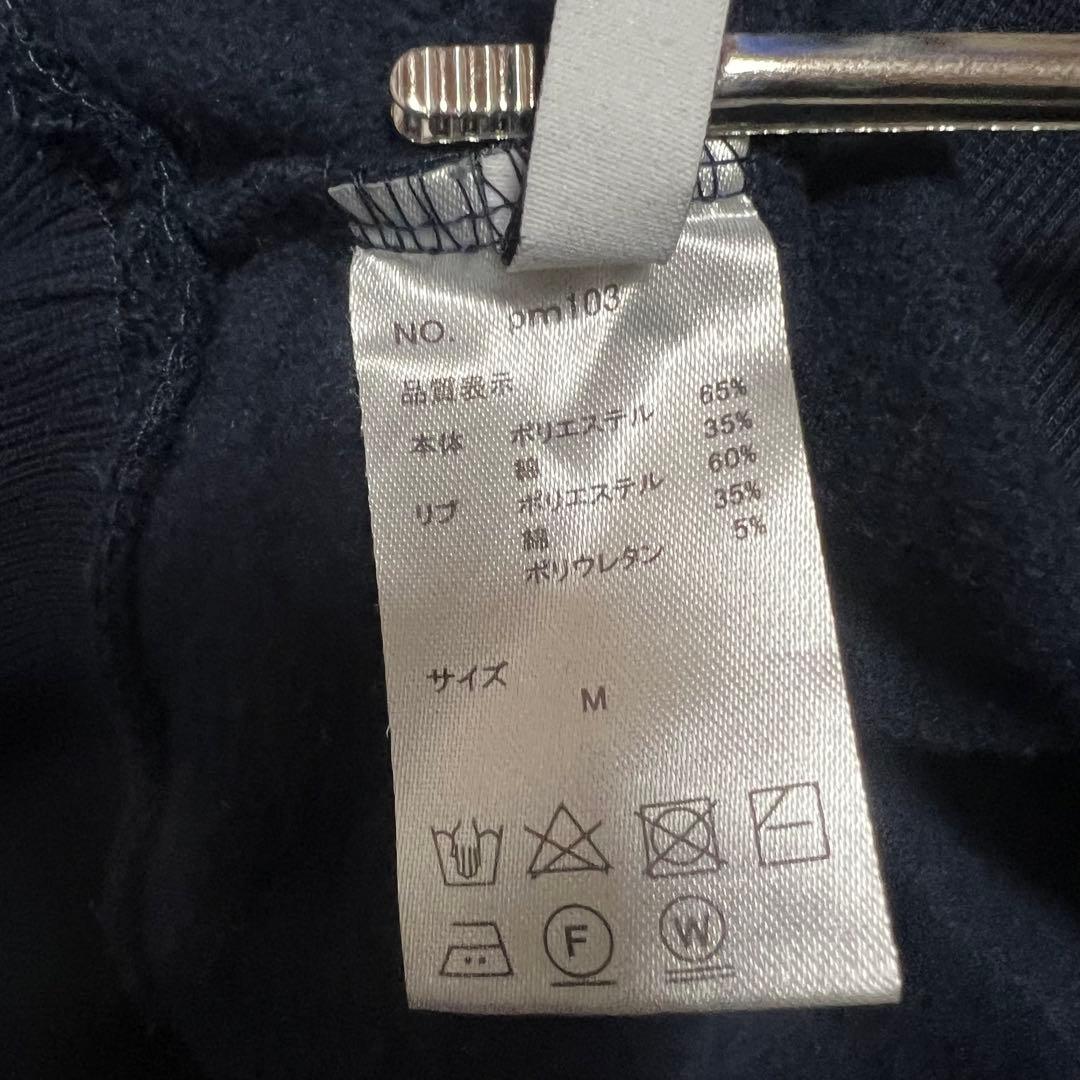 NO. pm103
品質表示
本体 ポリエステル 65%
綿 35%
リブ ポリエステル 60%
綿 35%
ポリウレタン 5%
サイズ
M
F W